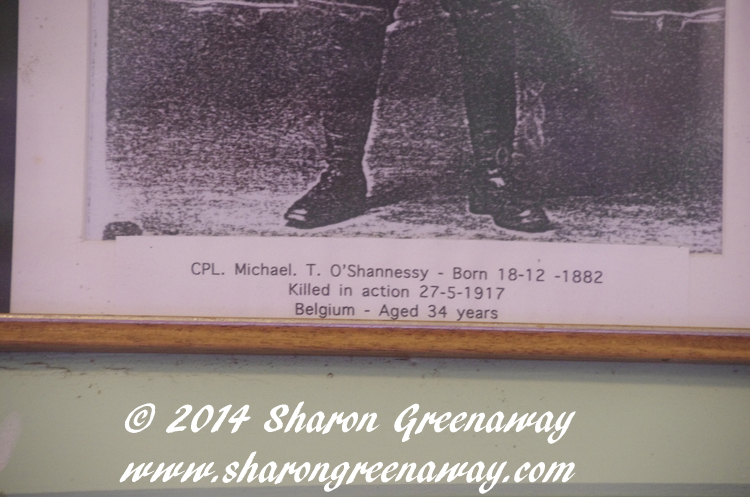 CPL. Michael. T. O'Shannessy - Born 18-12 -1882
Killed in action 27-5-1917
Belgium - Aged 34 years
© 2014 Sharon Greenaway
www.sharongreenaway.com